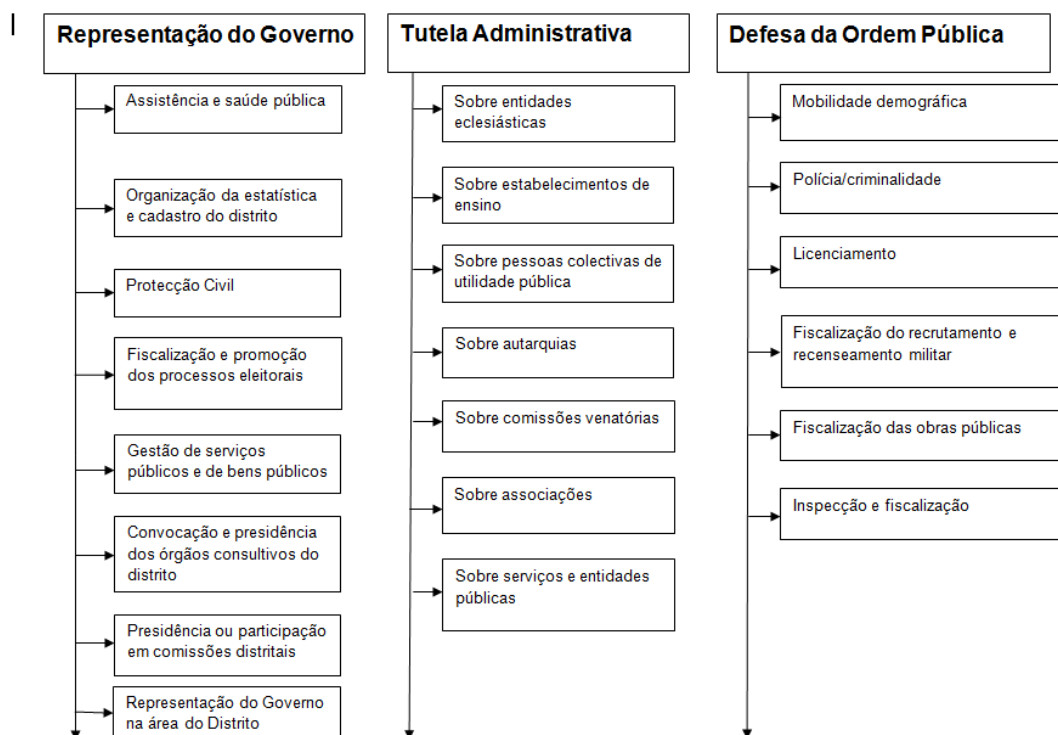 Representação do Governo
Assistência e saúde pública
Organização da estatística
e cadastro do distrito
Protecção Civil
Fiscalização e promoção
dos processos eleitorais
Gestão de serviços
públicos e de bens públicos
Convocação e presidência
dos órgãos consultivos do
distrito
Presidência ou participação
em comissões distritais
Representação do Governo
na área do Distrito
Tutela Administrativa
Sobre entidades
eclesiásticas
Sobre estabelecimentos de
ensino
Sobre pessoas colectivas de
utilidade pública
Sobre autarquias
Sobre comissões venatórias
Sobre associações
Sobre serviços e entidades
públicas
Defesa da Ordem Pública
Mobilidade demográfica
Polícia/criminalidade
Licenciamento
Fiscalização do recrutamento e
recenseamento militar
Fiscalização das obras públicas
Inspecção e fiscalização